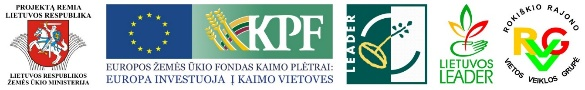 PROJEKTĄ REMIA
LIETUVOS RESPUBLIKA
LIETUVOS RESPUBLIKOS
ŽEMĖS ŪKIO MINISTERIJA
KPF
EUROPOS ŽEMĖS ŪKIO FONDAS KAIMO PLĖTRAI:
EUROPA INVESTUOJA Į KAIMO VIETOVES
LEADER
LIETUVOS
LEADER
ROKIŠKIO RAJONO
VVG
VIETOS VEIKLOS GRUPĖ